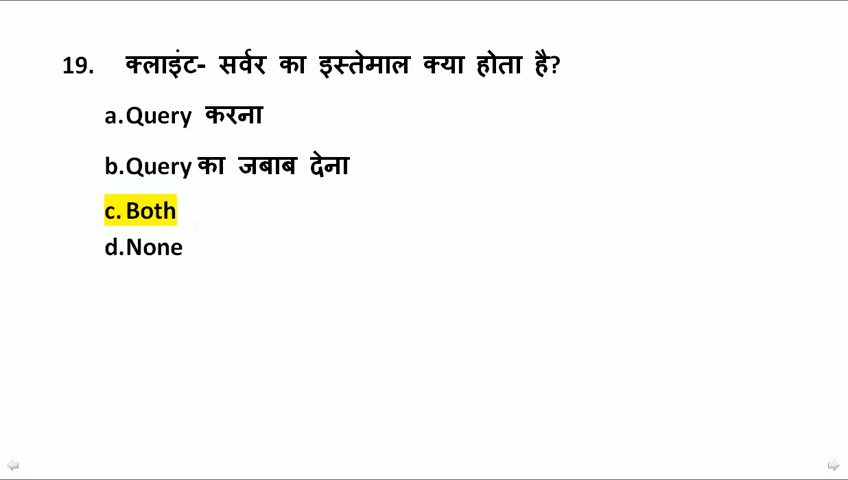 19. क्लाइंट- सर्वर का इस्तेमाल क्या होता है?
a.Query करना
b.Query का जबाब देना
c. Both
d.None